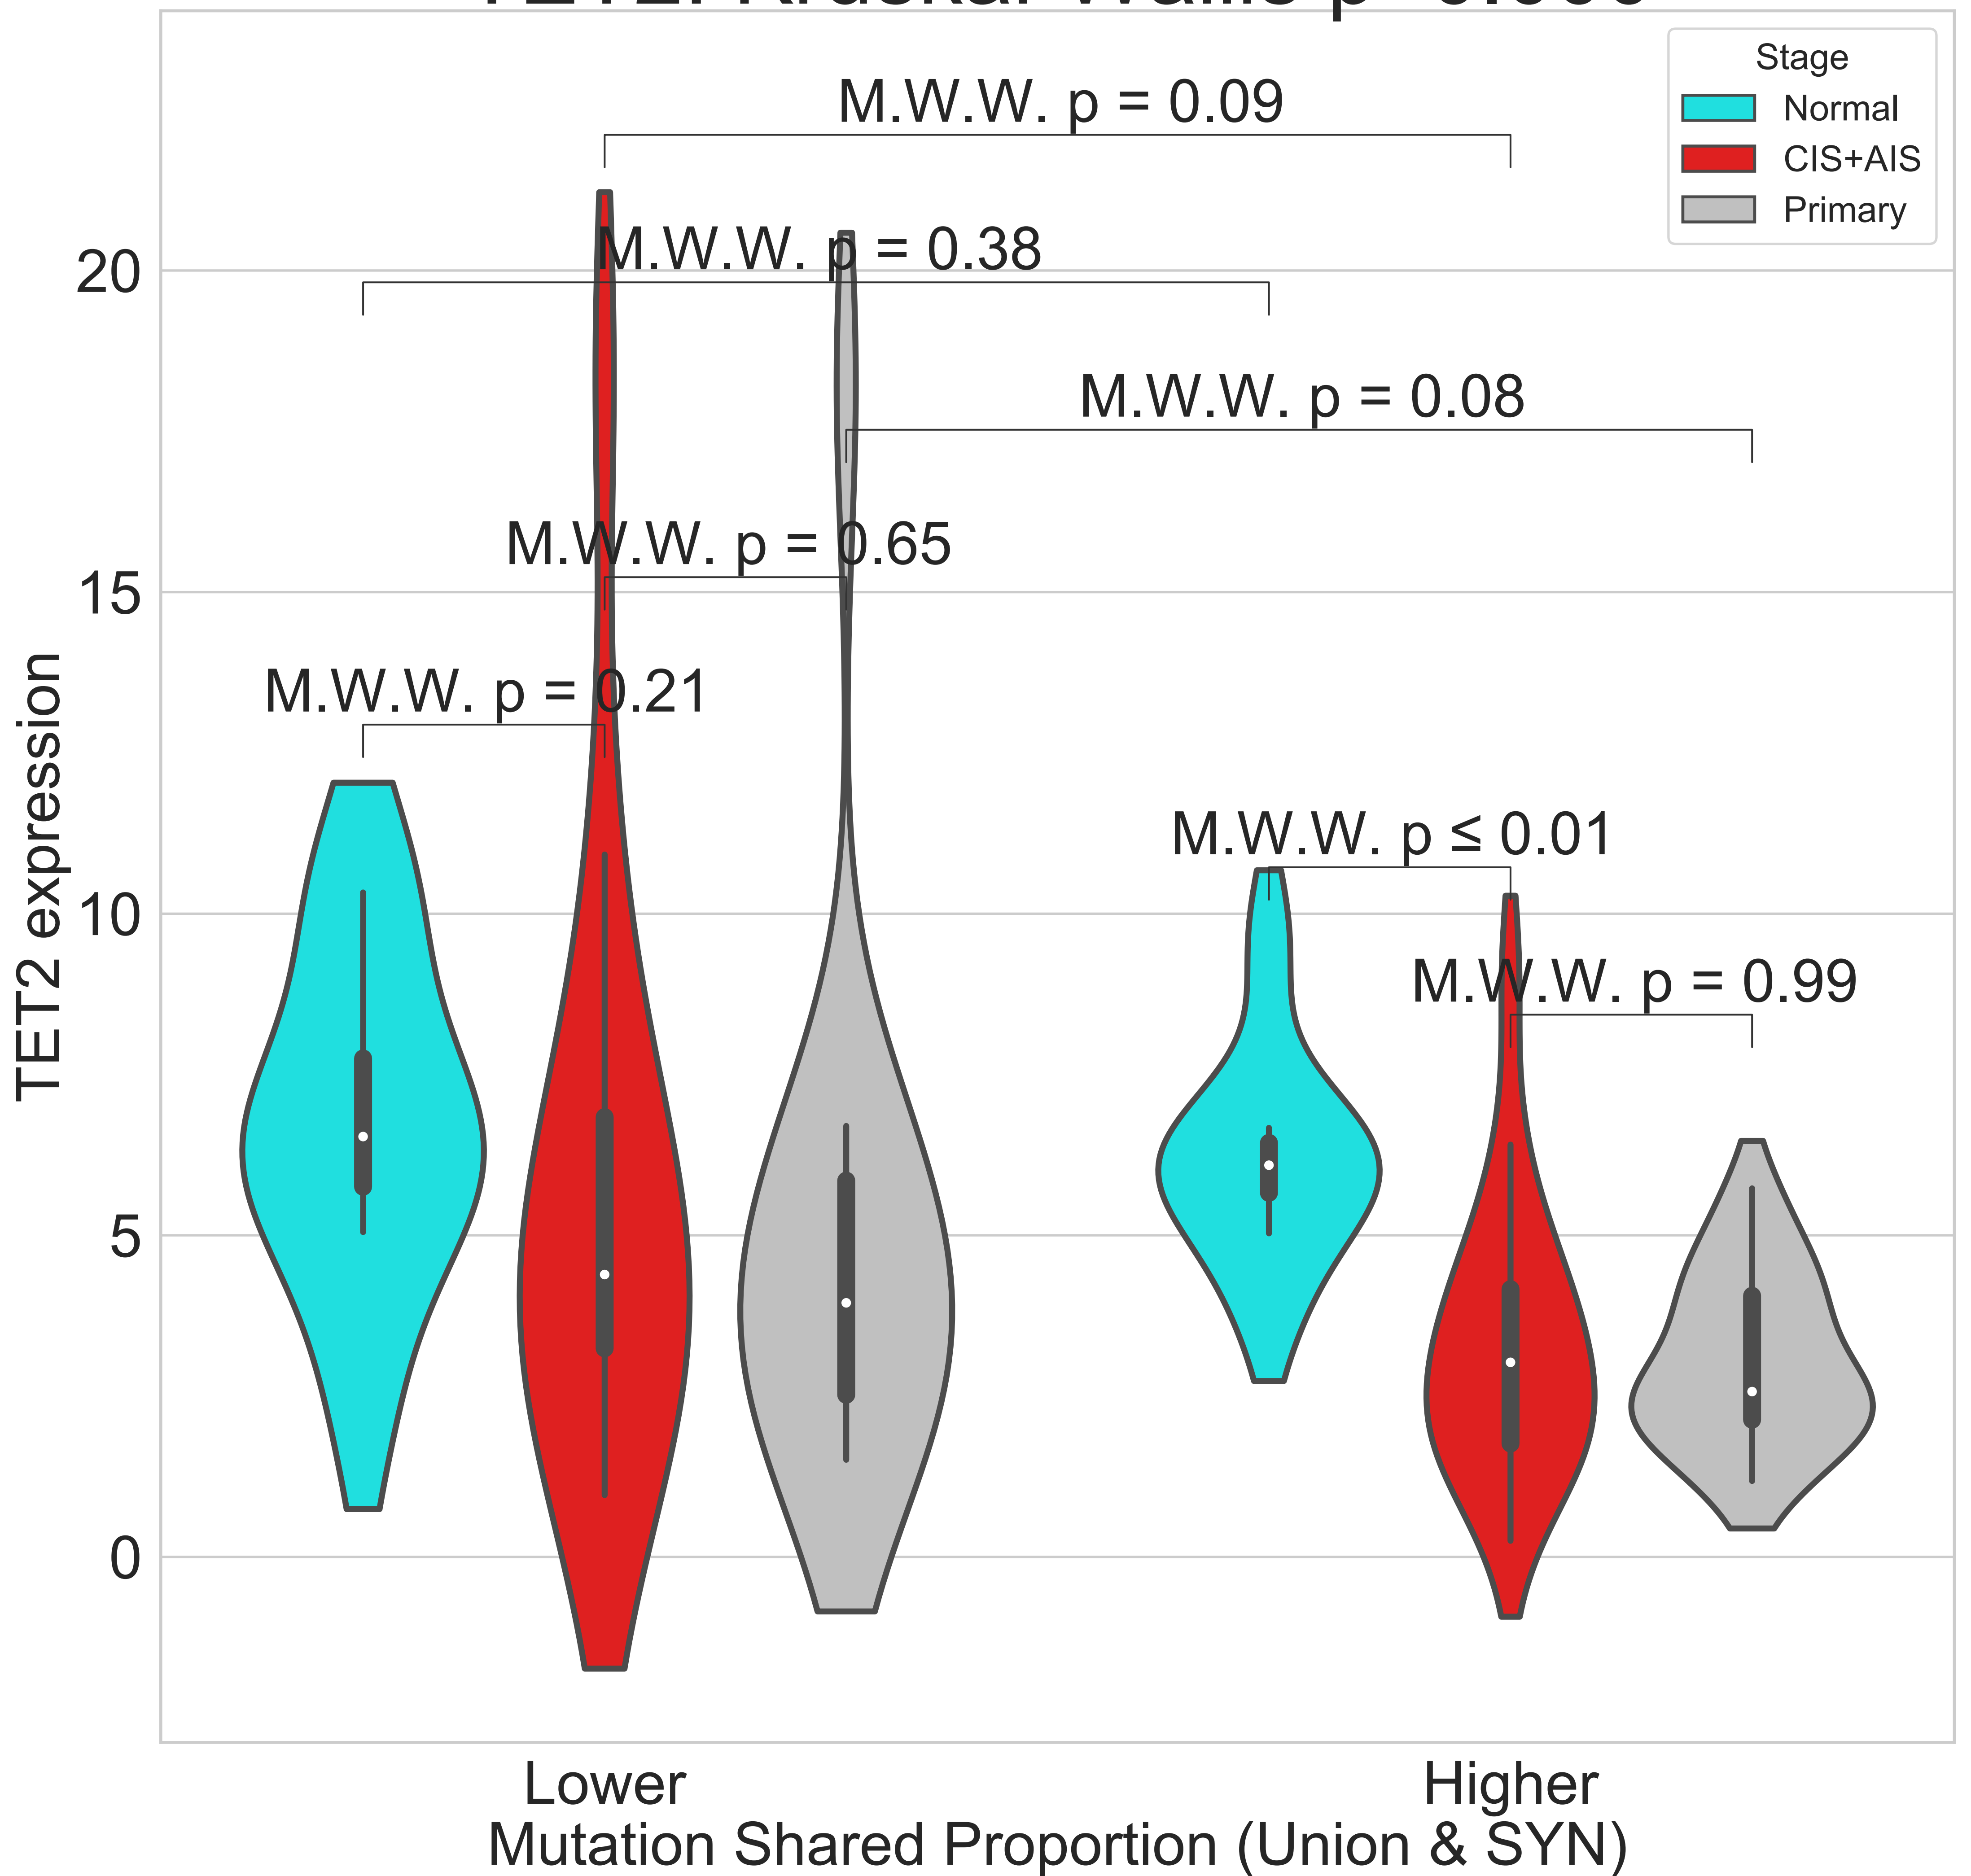 Stage
Normal
CIS+AIS
Primary
M.W.W. p = 0.09
M.W.W. p = 0.38
M.W.W. p = 0.08
M.W.W. p = 0.65
M.W.W. p = 0.21
M.W.W. p ≤ 0.01
M.W.W. p = 0.99
20
15
10
5
0
TET2 expression
Lower
Higher
Mutation Shared Proportion (Union & SYN)